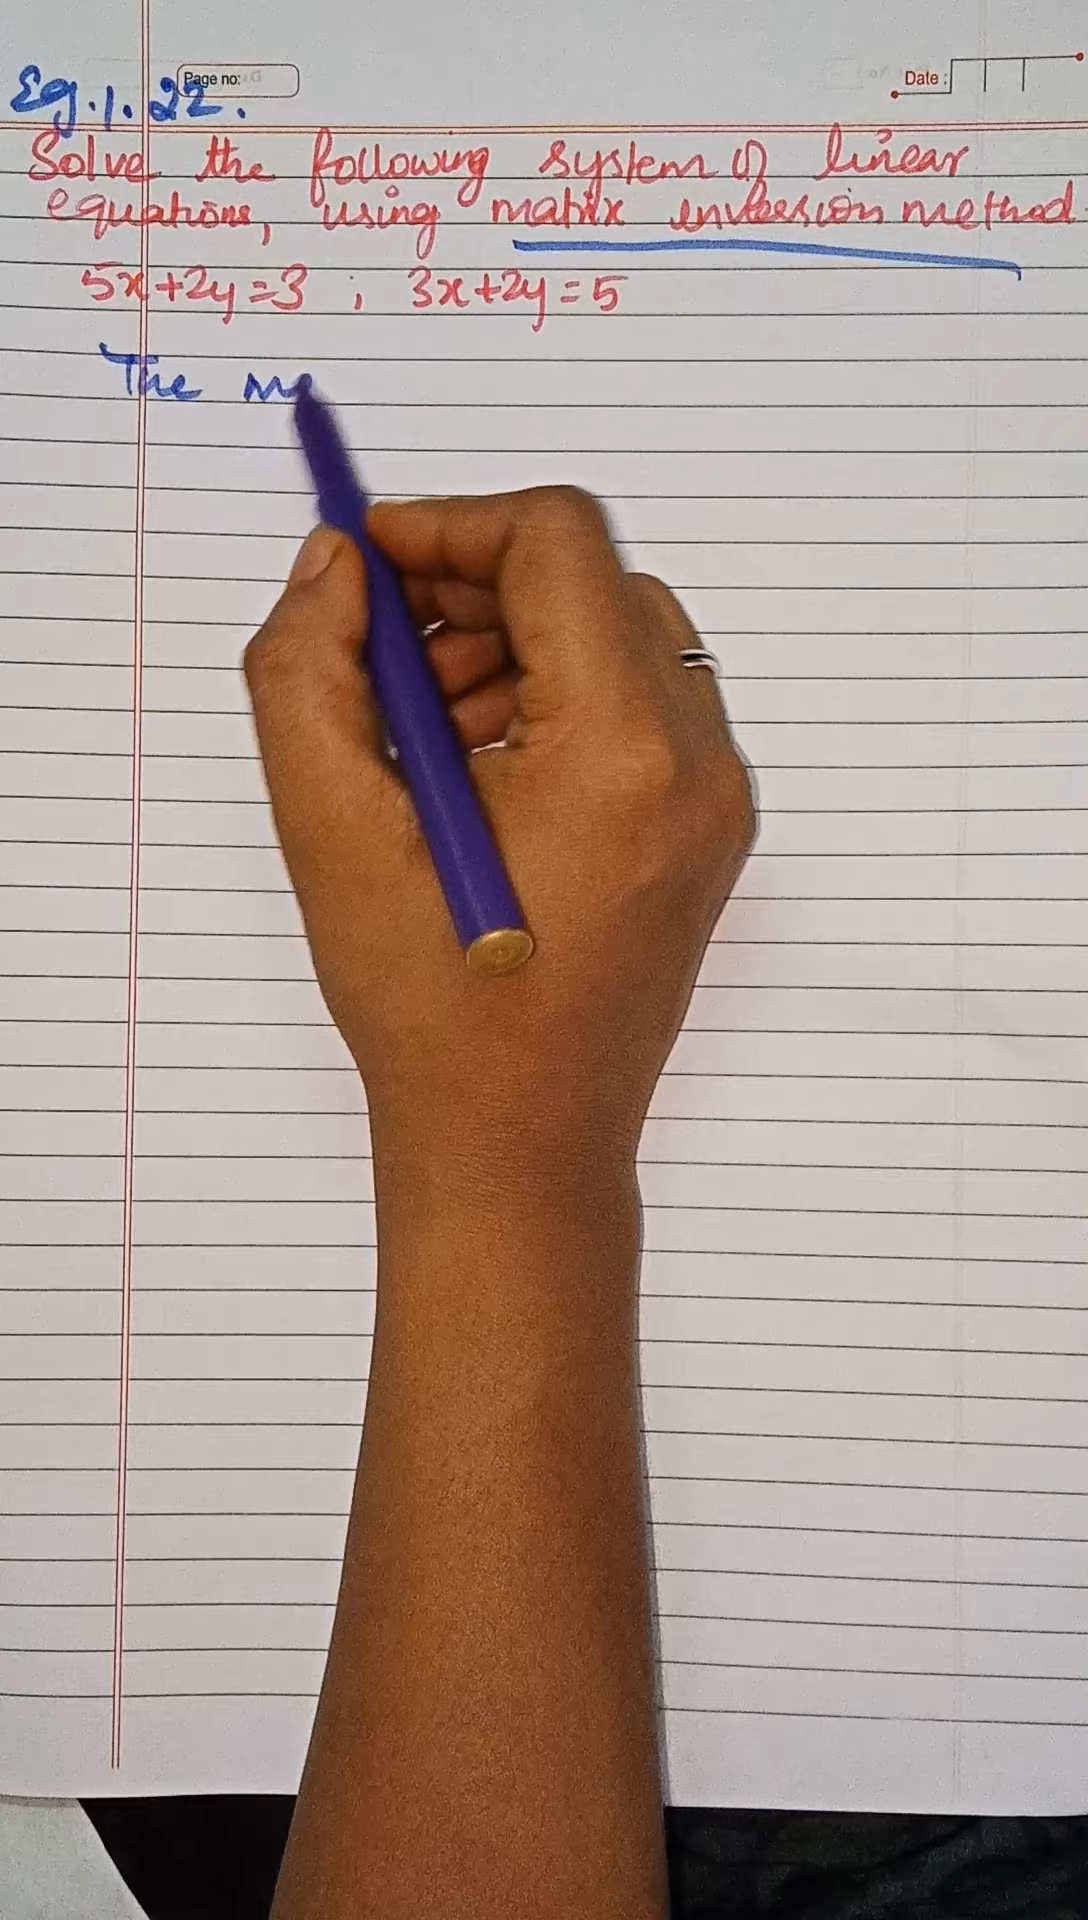 Page no:
Date :
Eg. 1. 22.
Solve the following system of linear
equations, using matrix inversion method.
5x+2y=3 ; 3x+2y=5
The me